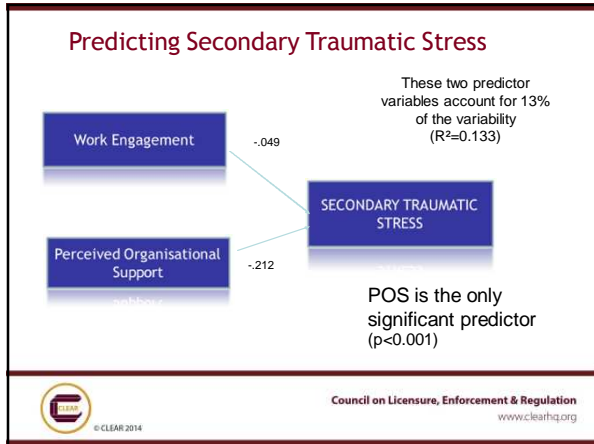 Predicting Secondary Traumatic Stress
These two predictor
variables account for 13%
of the variability
(R²=0.133)
Work Engagement
-.049
SECONDARY TRAUMATIC
STRESS
Perceived Organisational
Support
-.212
POS is the only
significant predictor
(p<0.001)
CLEAR
© CLEAR 2014
Council on Licensure, Enforcement & Regulation
www.clearhq.org